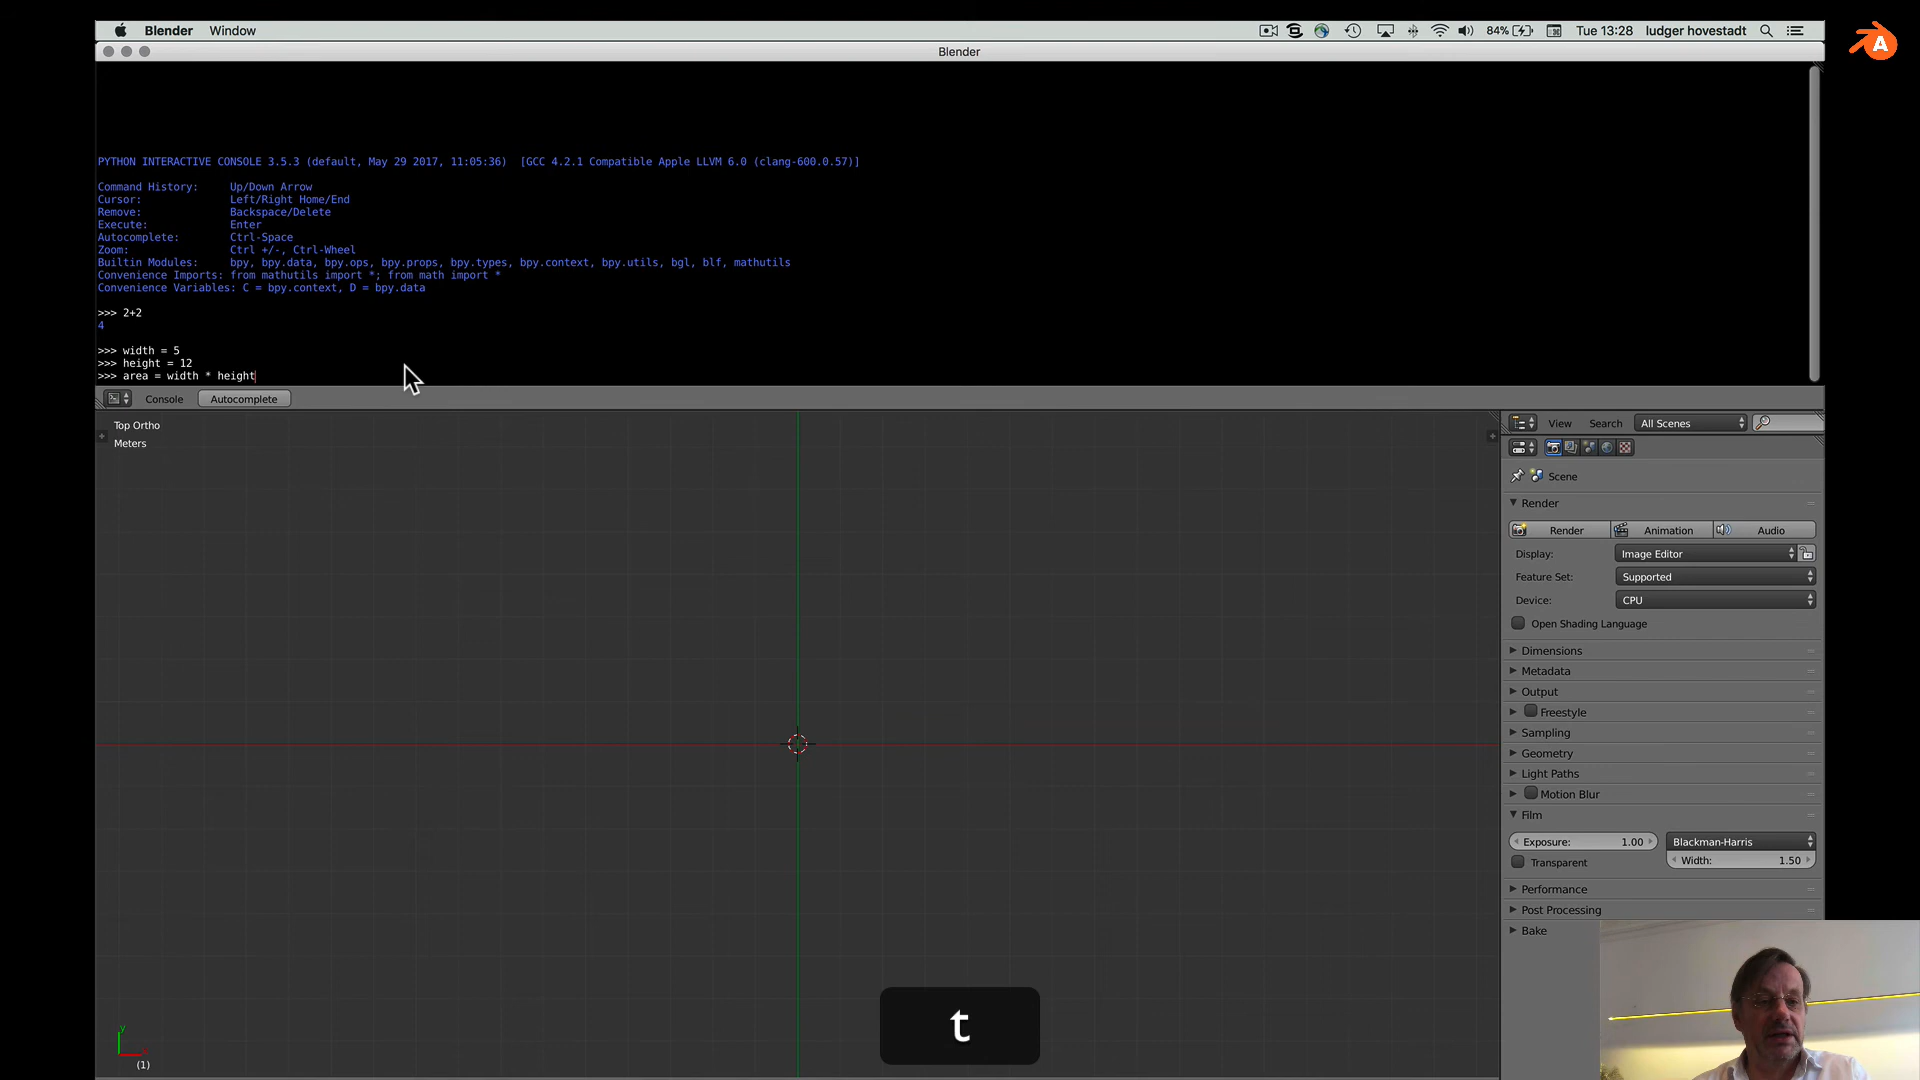 Blender Window 84% Tue 13:28 ludger hovestadt
A
Blender
PYTHON INTERACTIVE CONSOLE 3.5.3 (default, May 29 2017, 11:05:36)  [GCC 4.2.1 Compatible Apple LLVM 6.0 (clang-600.0.57)]
Command History: Up/Down Arrow
Cursor: Left/Right Home/End
Remove: Backspace/Delete
Execute: Enter
Autocomplete: Ctrl-Space
Zoom: Ctrl +/-, Ctrl-Wheel
Builtin Modules: bpy, bpy.data, bpy.ops, bpy.props, bpy.types, bpy.context, bpy.utils, bgl, blf, mathutils
Convenience Imports: from mathutils import *; from math import *
Convenience Variables: C = bpy.context, D = bpy.data
>>> 2+2
4
>>> width = 5
>>> height = 12
>>> area = width * height
Console Autocomplete
Top Ortho
Meters
View Search All Scenes
Scene
Render
Render Animation Audio
Display: Image Editor
Feature Set: Supported
Device: CPU
Open Shading Language
Dimensions
Metadata
Output
Freestyle
Sampling
Geometry
Light Paths
Motion Blur
Film
Exposure: 1.00 Blackman-Harris
Transparent Width: 1.50
Performance
Post Processing
Bake
t
y
(1)